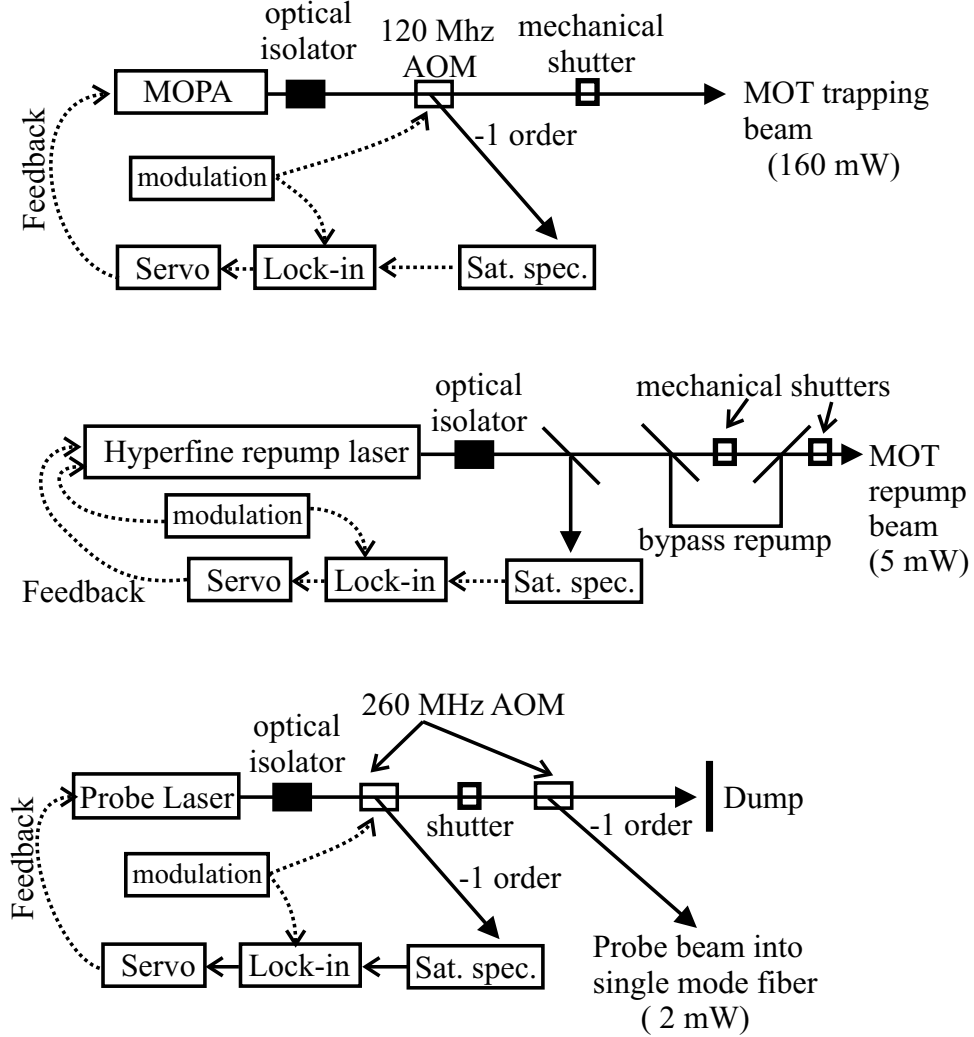 optical
isolator
120 Mhz
AOM
mechanical
shutter
MOPA
MOT trapping
beam
(160 mW)
-1 order
Feedback
modulation
Servo
Lock-in
Sat. spec.
optical
isolator
mechanical shutters
Hyperfine repump laser
MOT
repump
beam
(5 mW)
modulation
bypass repump
Feedback
Servo
Lock-in
Sat. spec.
260 MHz AOM
optical
isolator
Probe Laser
Dump
shutter
-1 order
Feedback
modulation
-1 order
Servo
Lock-in
Sat. spec.
Probe beam into
single mode fiber
( 2 mW)